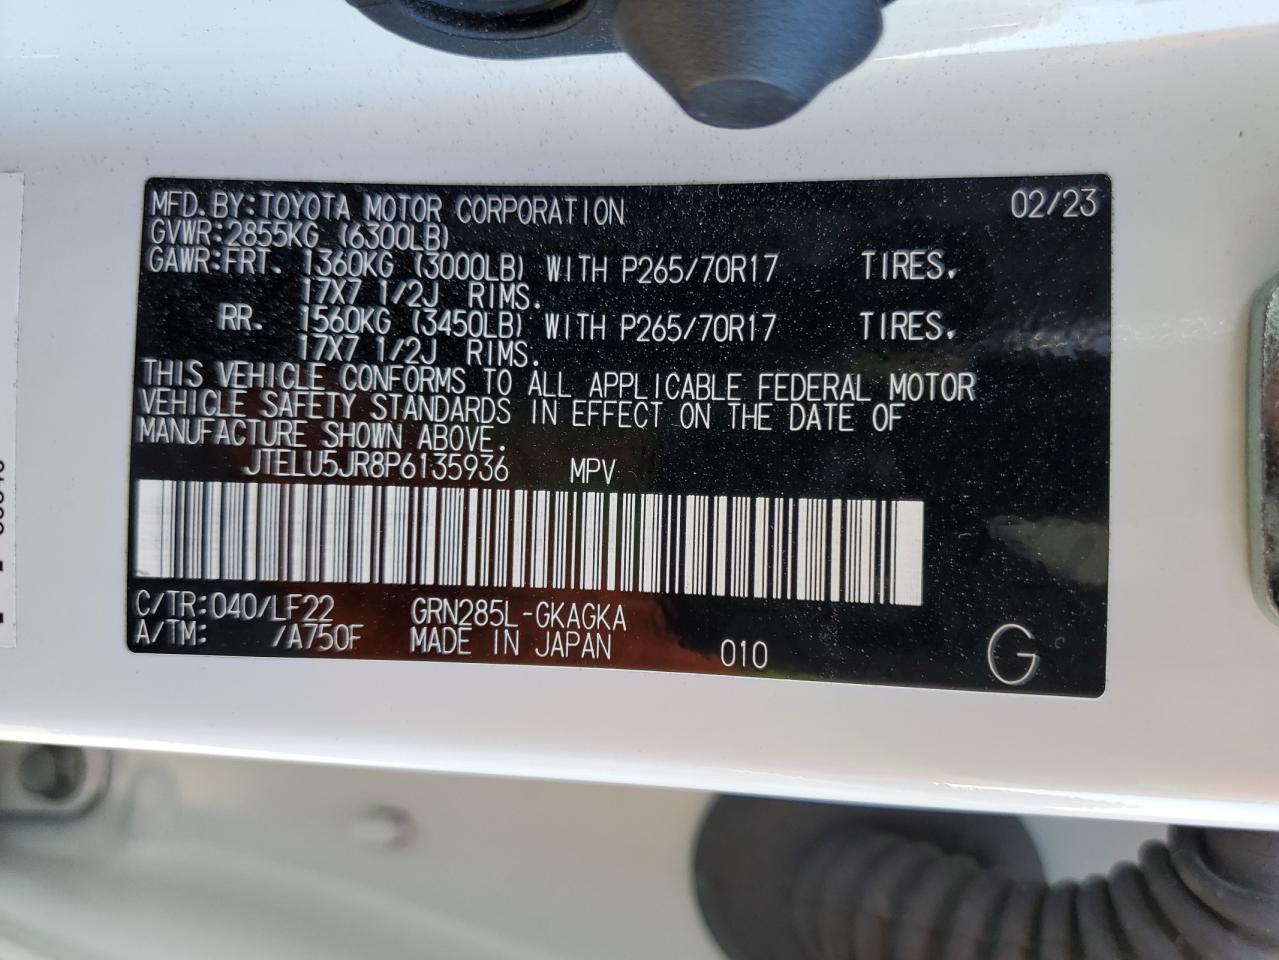 MFD. BY: TOYOTA MOTOR CORPORATION 02/23
GVWR: 2855KG (6300LB)
GAWR: FRT. 1360KG (3000LB) WITH P265/70R17 TIRES.
17X7 1/2J RIMS.
RR. 1560KG (3450LB) WITH P265/70R17 TIRES.
17X7 1/2J RIMS.
THIS VEHICLE CONFORMS TO ALL APPLICABLE FEDERAL MOTOR
VEHICLE SAFETY STANDARDS IN EFFECT ON THE DATE OF
MANUFACTURE SHOWN ABOVE.
JTELU5JR8P6135936 MPV
C/TR: 040/LF22 GRN285L-GKAGKA
A/TM: /A750F MADE IN JAPAN 010 G